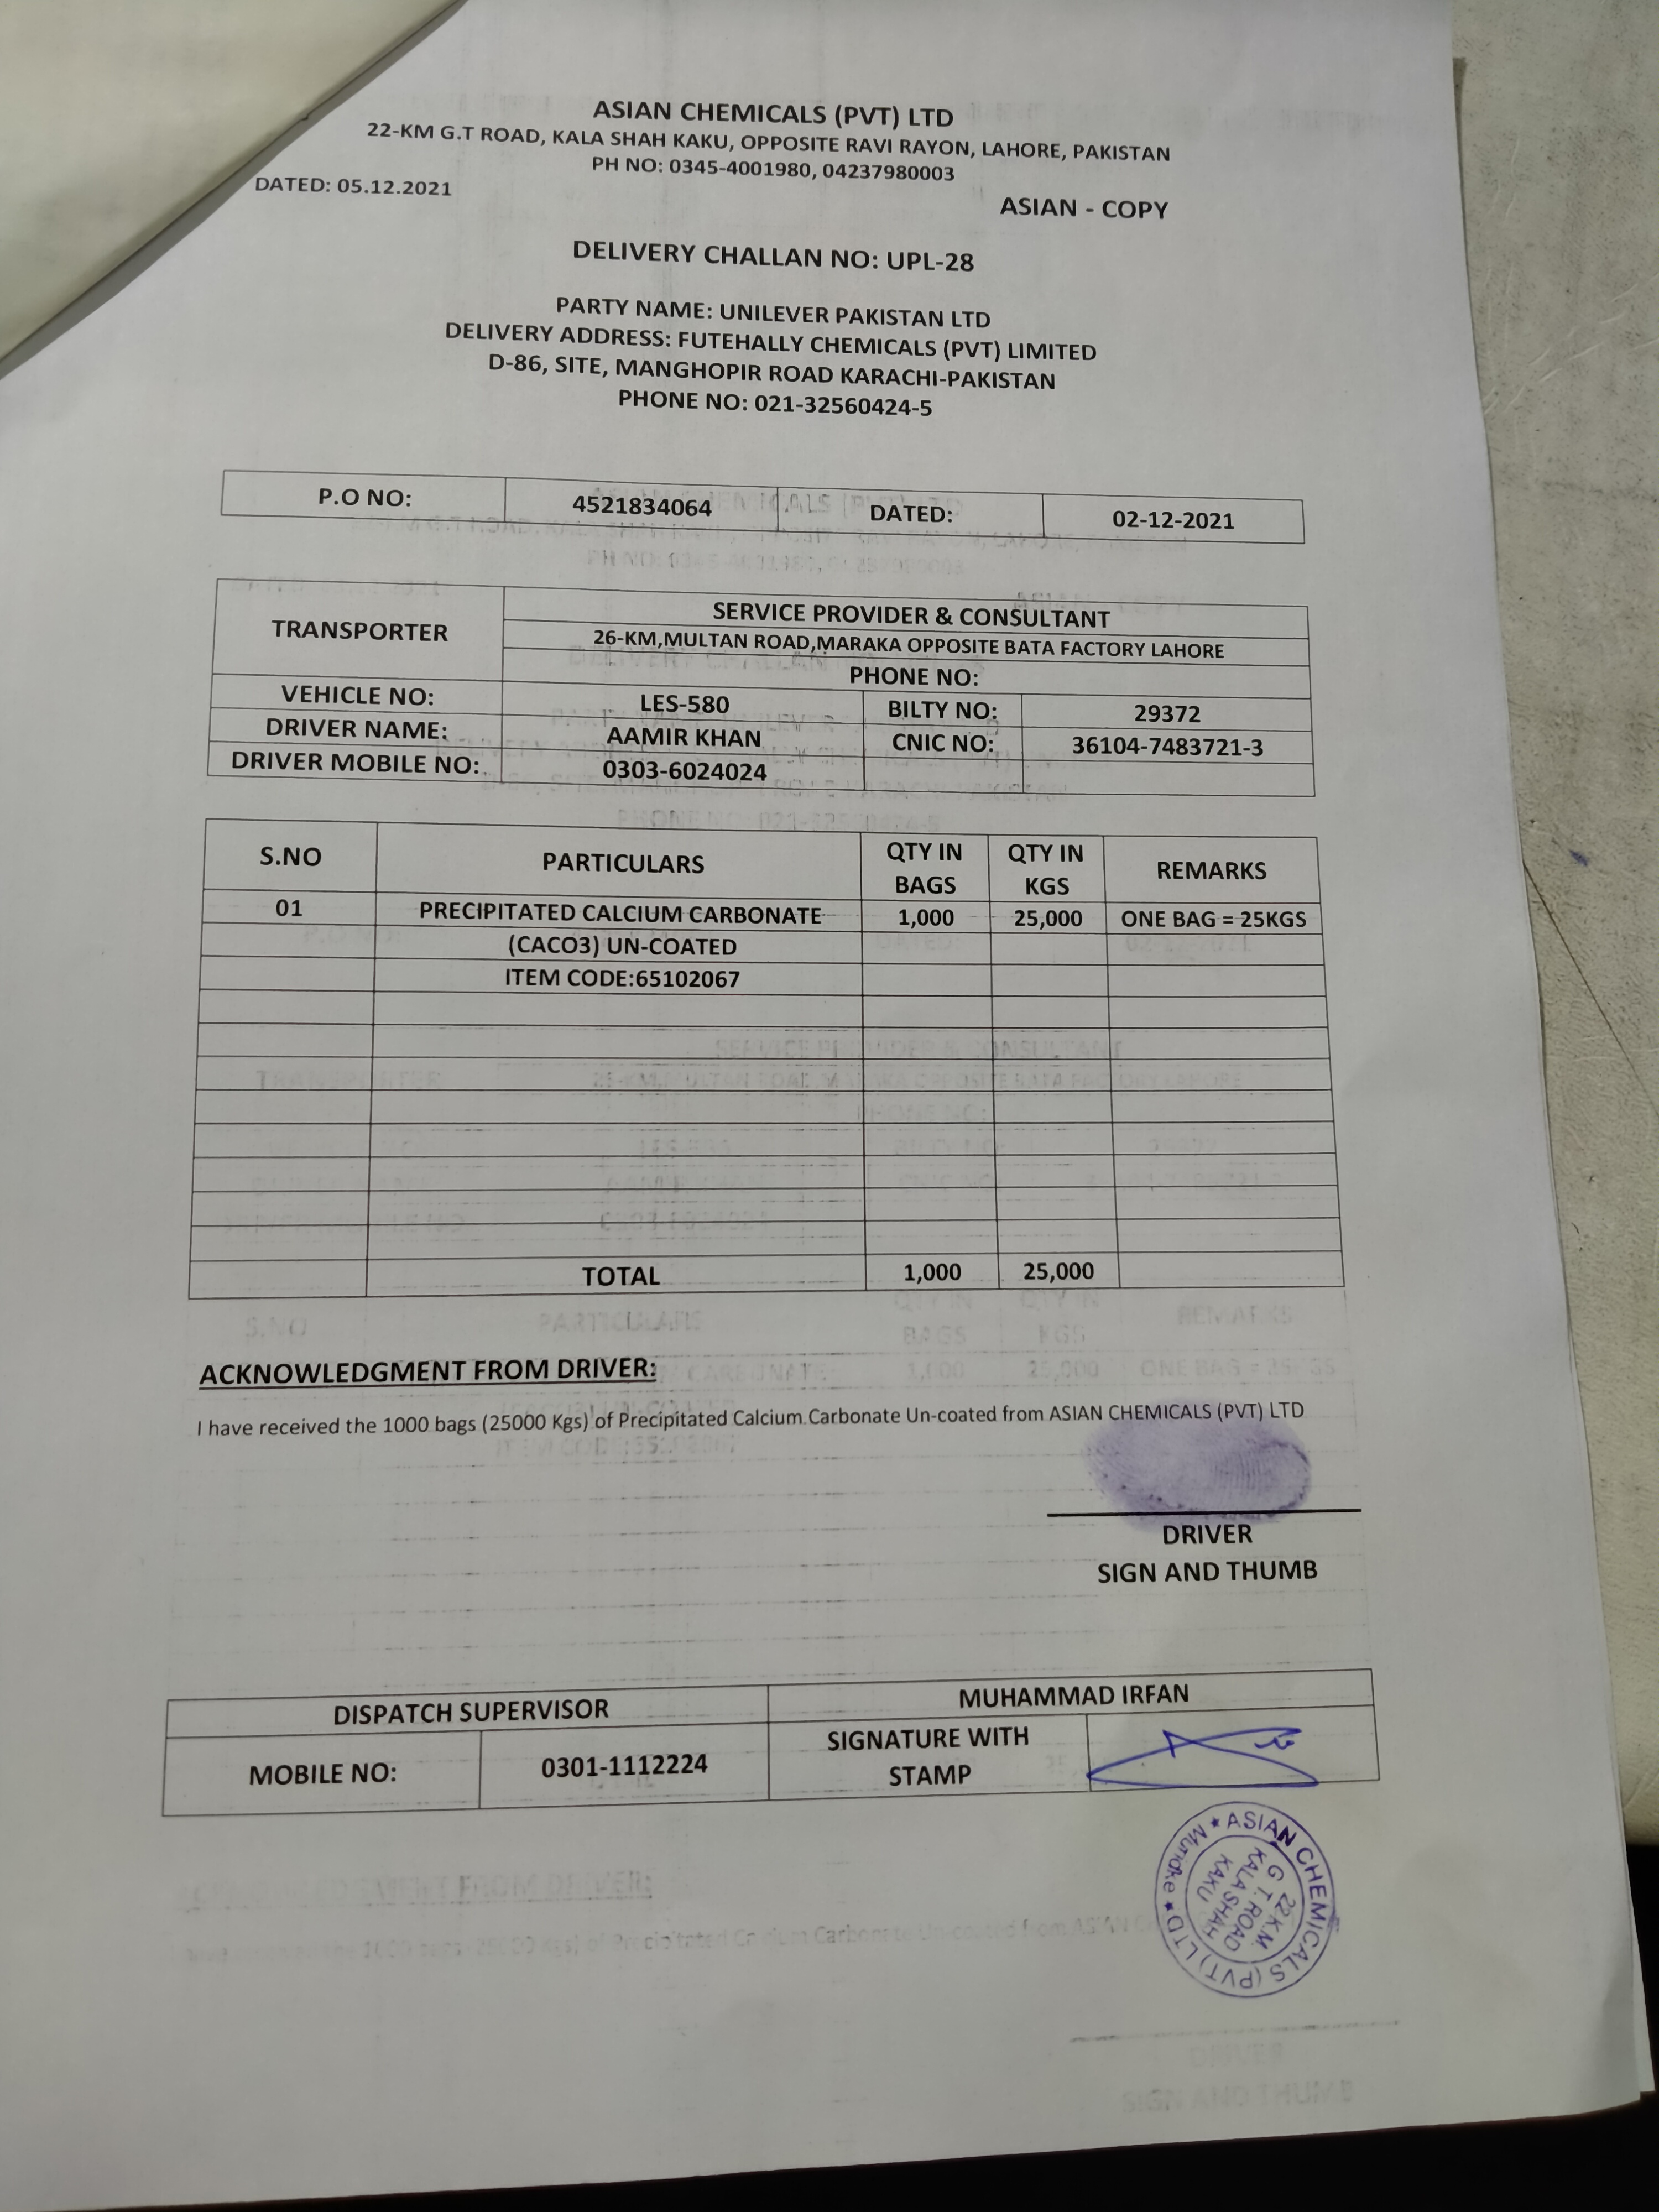 ASIAN CHEMICALS (PVT) LTD
22-KM G.T ROAD, KALA SHAH KAKU, OPPOSITE RAVI RAYON, LAHORE, PAKISTAN
PH NO: 0345-4001980, 04237980003
DATED: 05.12.2021
ASIAN - COPY
DELIVERY CHALLAN NO: UPL-28
PARTY NAME: UNILEVER PAKISTAN LTD
DELIVERY ADDRESS: FUTEHALLY CHEMICALS (PVT) LIMITED
D-86, SITE, MANGHOPIR ROAD KARACHI-PAKISTAN
PHONE NO: 021-32560424-5
P.O NO: 4521834064 DATED: 02-12-2021
TRANSPORTER SERVICE PROVIDER & CONSULTANT
26-KM,MULTAN ROAD,MARAKA OPPOSITE BATA FACTORY LAHORE
PHONE NO:
VEHICLE NO: LES-580 BILTY NO: 29372
DRIVER NAME: AAMIR KHAN CNIC NO: 36104-7483721-3
DRIVER MOBILE NO: 0303-6024024
S.NO PARTICULARS QTY IN BAGS QTY IN KGS REMARKS
01 PRECIPITATED CALCIUM CARBONATE 1,000 25,000 ONE BAG = 25KGS
(CACO3) UN-COATED
ITEM CODE:65102067
TOTAL 1,000 25,000
ACKNOWLEDGMENT FROM DRIVER:
I have received the 1000 bags (25000 Kgs) of Precipitated Calcium Carbonate Un-coated from ASIAN CHEMICALS (PVT) LTD
DRIVER
SIGN AND THUMB
DISPATCH SUPERVISOR MUHAMMAD IRFAN
MOBILE NO: 0301-1112224 SIGNATURE WITH STAMP
ASIAN CHEMICALS (PVT) LTD ★ Muridke ★
22 K.M.
G. T. ROAD
KALA SHAH
KAKU